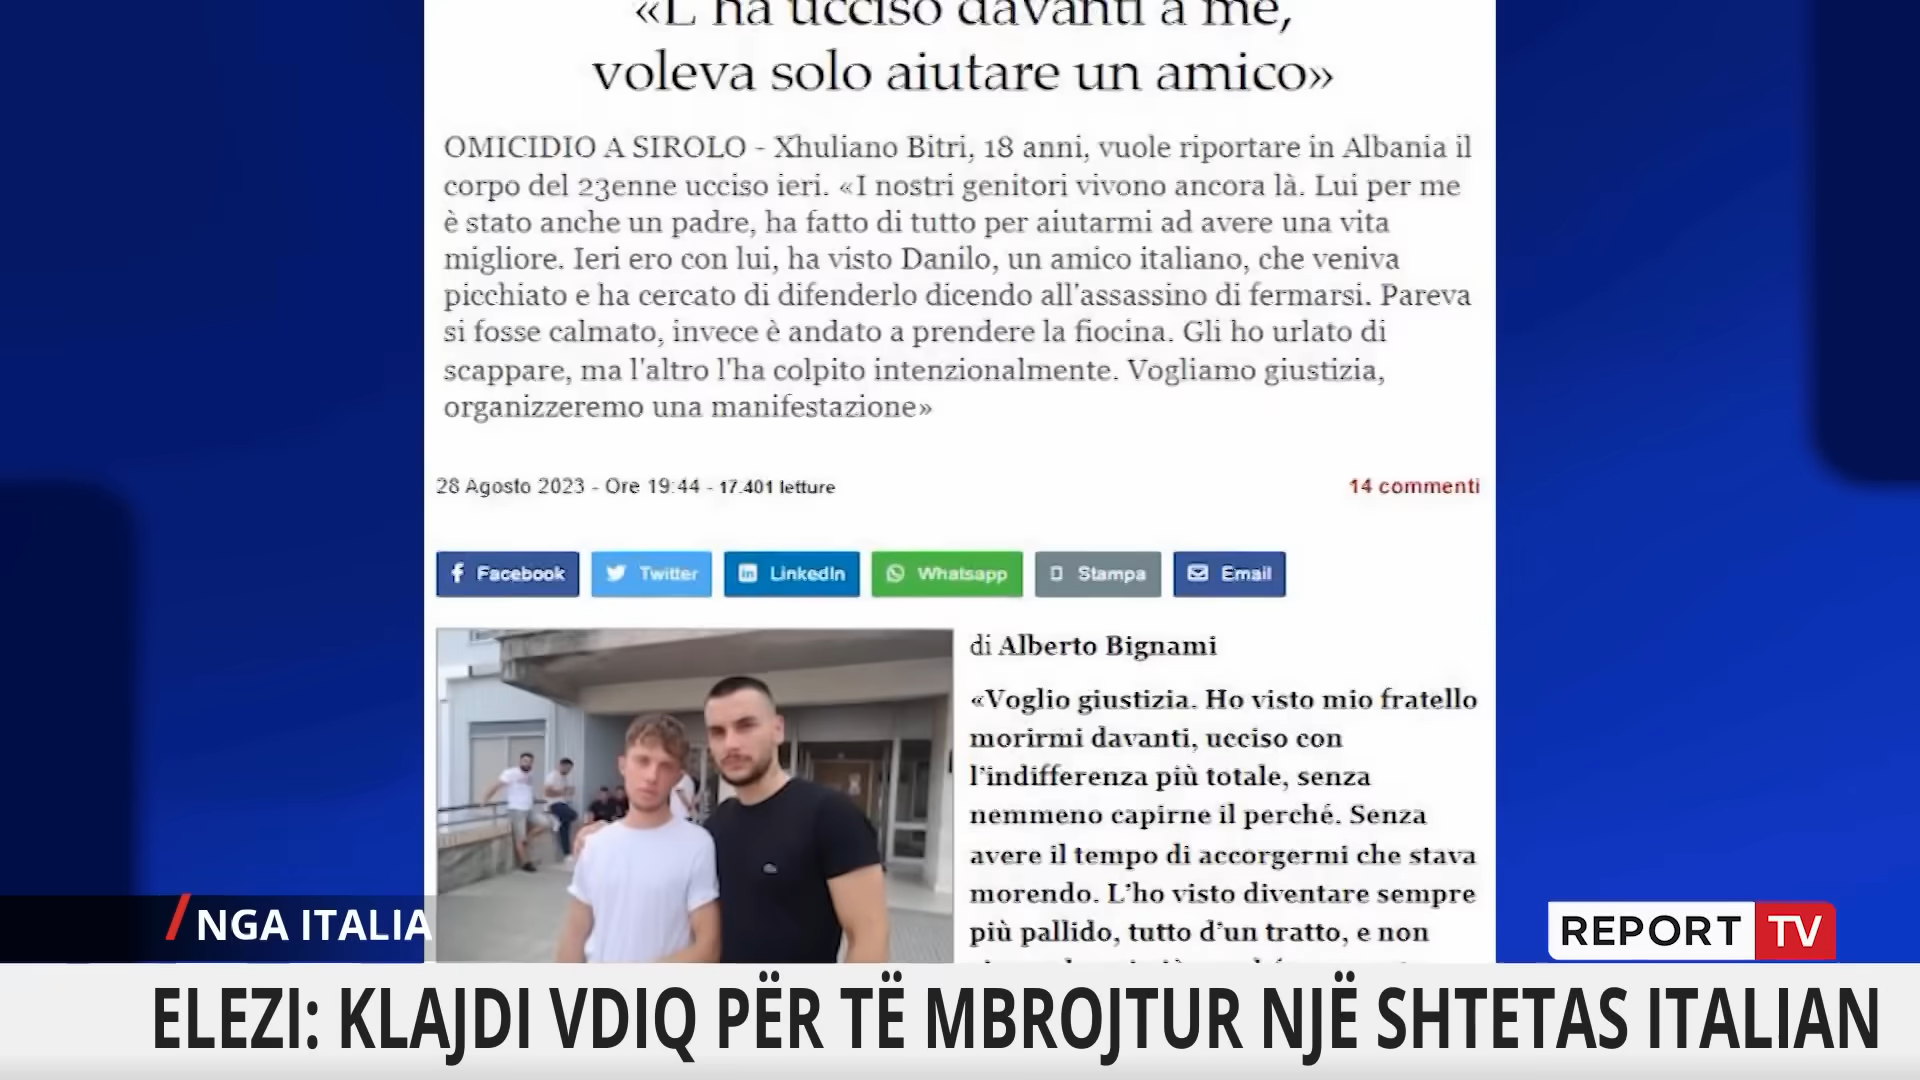 «L'ha ucciso davanti a me,
voleva solo aiutare un amico»
OMICIDIO A SIROLO - Xhuliano Bitri, 18 anni, vuole riportare in Albania il
corpo del 23enne ucciso ieri. «I nostri genitori vivono ancora là. Lui per me
è stato anche un padre, ha fatto di tutto per aiutarmi ad avere una vita
migliore. Ieri ero con lui, ha visto Danilo, un amico italiano, che veniva
picchiato e ha cercato di difenderlo dicendo all'assassino di fermarsi. Pareva
si fosse calmato, invece è andato a prendere la fiocina. Gli ho urlato di
scappare, ma l'altro l'ha colpito intenzionalmente. Vogliamo giustizia,
organizzeremo una manifestazione»
28 Agosto 2023 - Ore 19:44 - 17.401 letture
14 commenti
Facebook
Twitter
LinkedIn
Whatsapp
Stampa
Email
di Alberto Bignami
«Voglio giustizia. Ho visto mio fratello
morirmi davanti, ucciso con
l'indifferenza più totale, senza
nemmeno capirne il perché. Senza
avere il tempo di accorgermi che stava
morendo. L'ho visto diventare sempre
più pallido, tutto d'un tratto, e non
NGA ITALIA
REPORT TV
ELEZI: KLAJDI VDIQ PËR TË MBROJTUR NJË SHTETAS ITALIAN